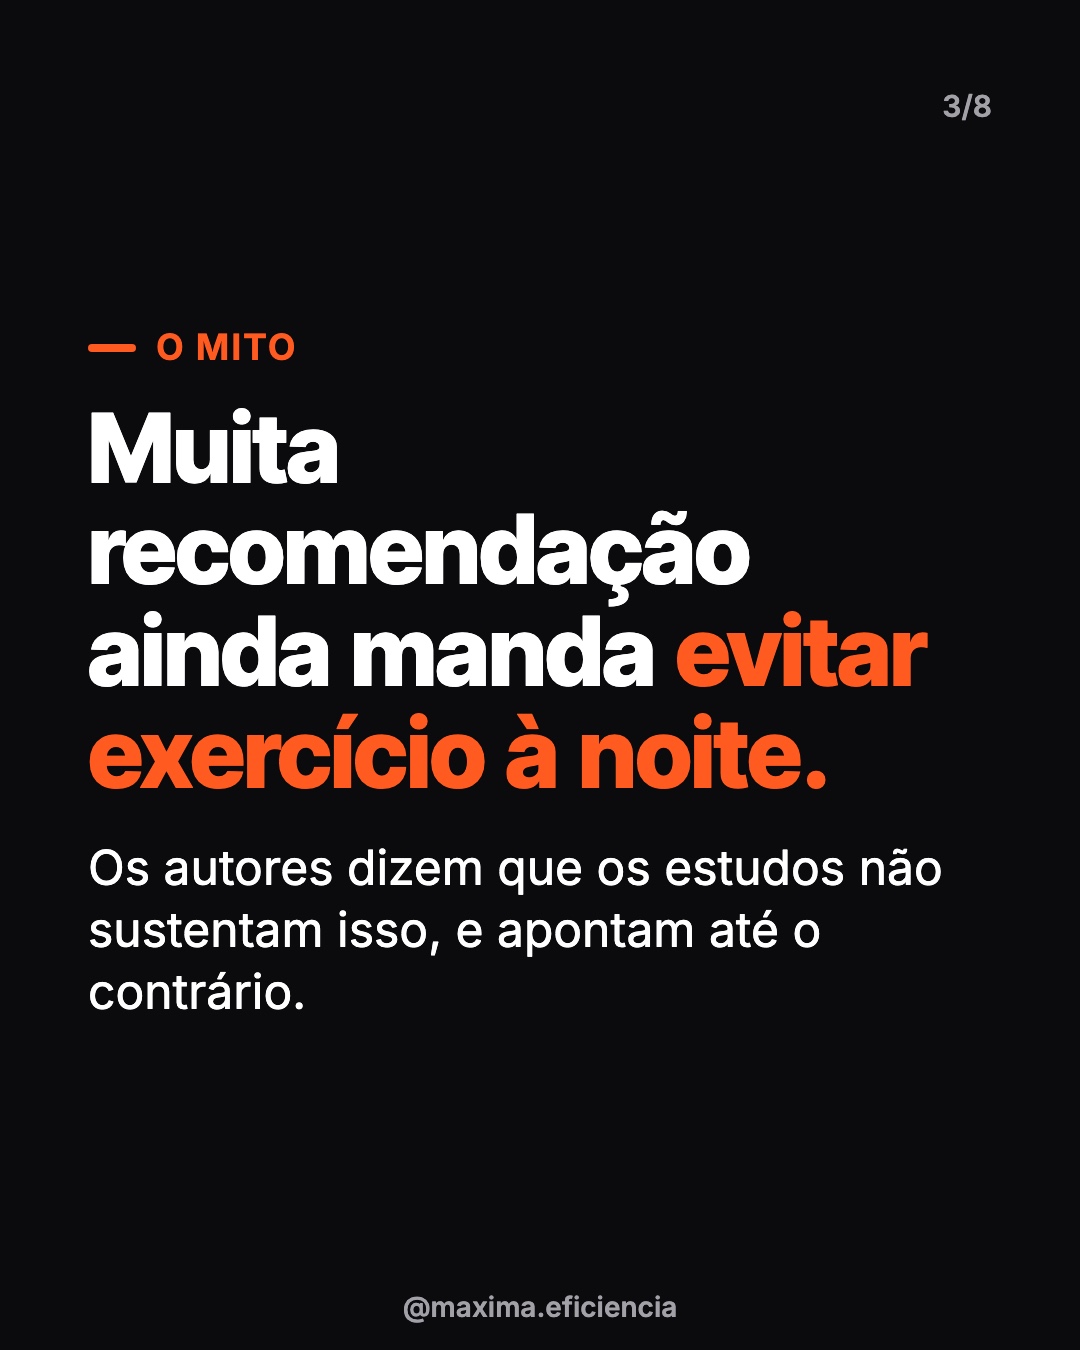 3/8
O MITO
Muita
recomendação
ainda manda evitar
exercício à noite.
Os autores dizem que os estudos não
sustentam isso, e apontam até o
contrário.
@maxima.eficiencia